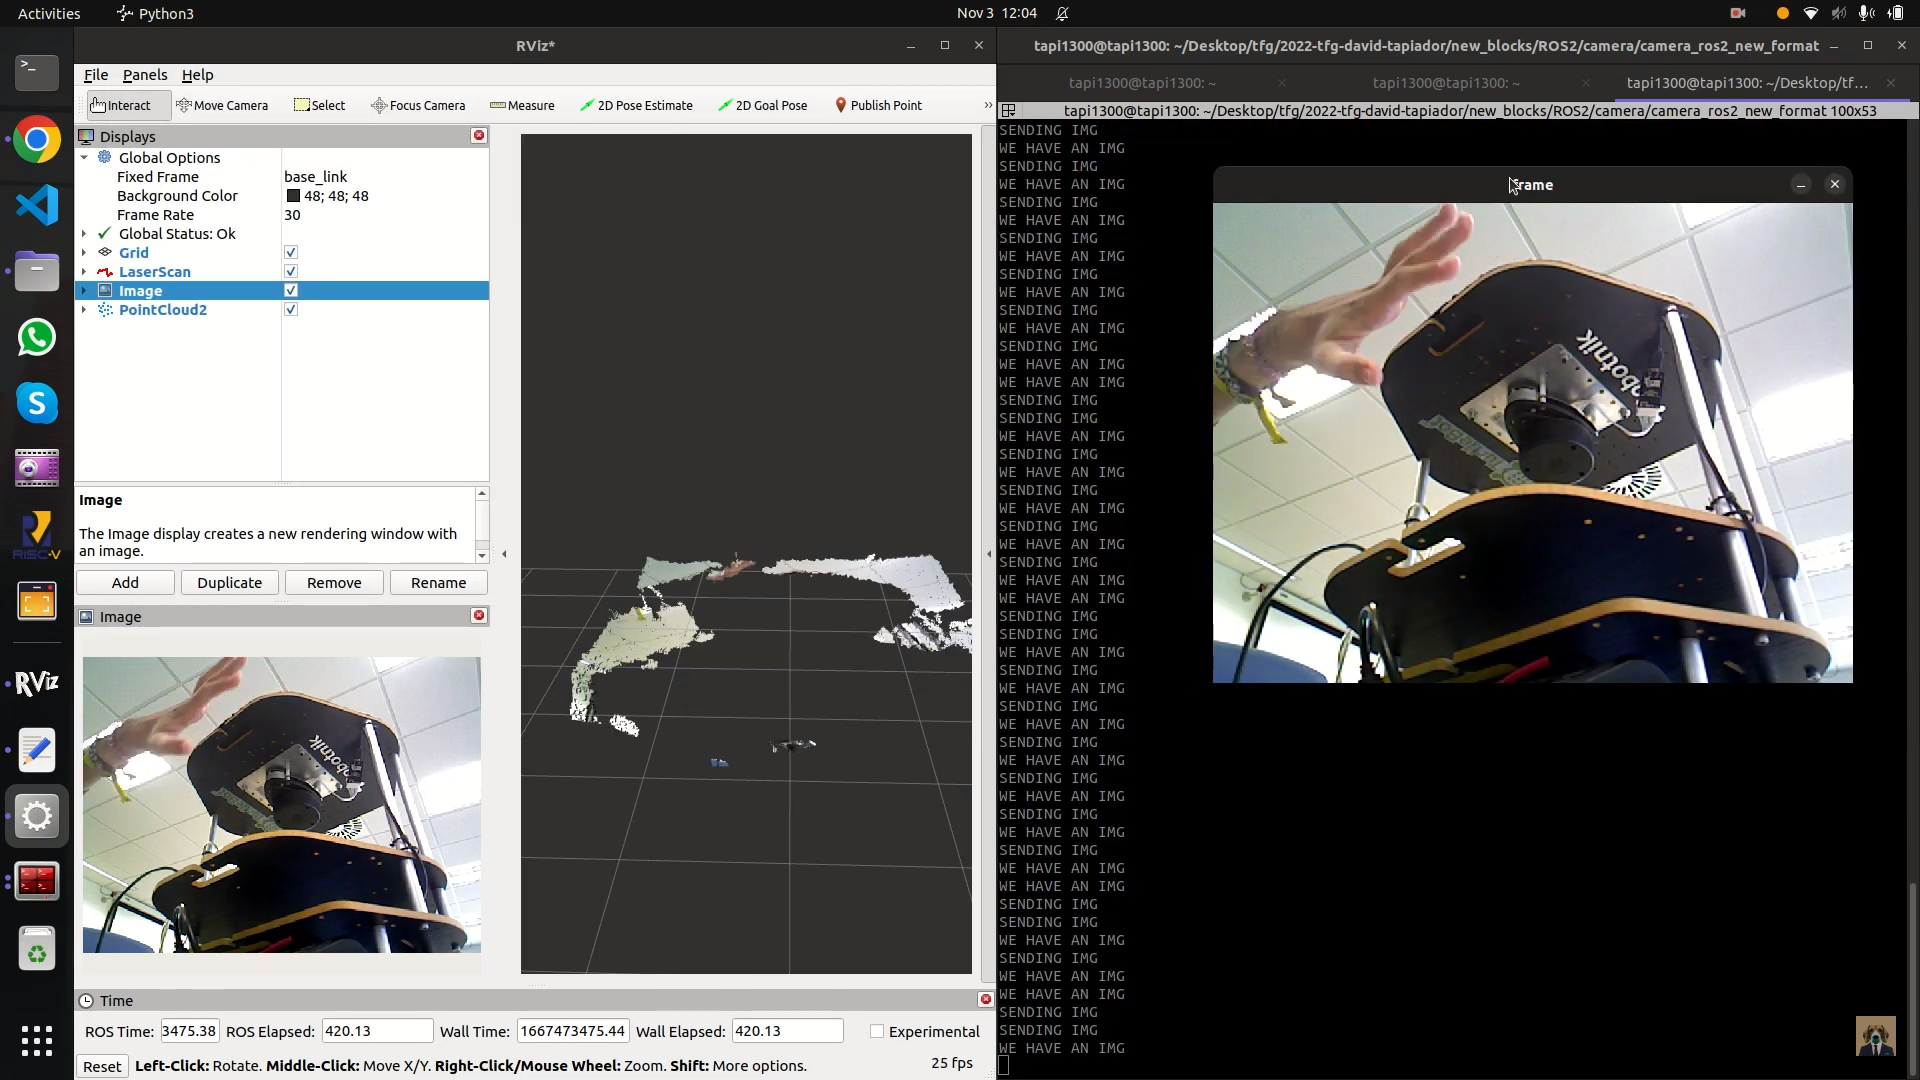 Activities
Python3
Nov 3 12:04
RViz*
File Panels Help
Interact Move Camera Select Focus Camera Measure 2D Pose Estimate 2D Goal Pose Publish Point »
Displays
Global Options
Fixed Frame base_link
Background Color 48; 48; 48
Frame Rate 30
Global Status: Ok
Grid
LaserScan
Image
PointCloud2
Image
The Image display creates a new rendering window with
an image.
Add Duplicate Remove Rename
Image
robotnik
Time
ROS Time: 3475.38 ROS Elapsed: 420.13 Wall Time: 1667473475.44 Wall Elapsed: 420.13 Experimental
Reset Left-Click: Rotate. Middle-Click: Move X/Y. Right-Click/Mouse Wheel: Zoom. Shift: More options. 25 fps
RISC-V
RViz
tapi1300@tapi1300: ~/Desktop/tfg/2022-tfg-david-tapiador/new_blocks/ROS2/camera/camera_ros2_new_format
tapi1300@tapi1300: ~ tapi1300@tapi1300: ~ tapi1300@tapi1300: ~/Desktop/tf...
tapi1300@tapi1300: ~/Desktop/tfg/2022-tfg-david-tapiador/new_blocks/ROS2/camera/camera_ros2_new_format 100x53
SENDING IMG
WE HAVE AN IMG
SENDING IMG
WE HAVE AN IMG
SENDING IMG
WE HAVE AN IMG
SENDING IMG
WE HAVE AN IMG
SENDING IMG
WE HAVE AN IMG
SENDING IMG
WE HAVE AN IMG
SENDING IMG
WE HAVE AN IMG
WE HAVE AN IMG
SENDING IMG
SENDING IMG
WE HAVE AN IMG
SENDING IMG
WE HAVE AN IMG
SENDING IMG
WE HAVE AN IMG
SENDING IMG
WE HAVE AN IMG
SENDING IMG
WE HAVE AN IMG
WE HAVE AN IMG
SENDING IMG
SENDING IMG
WE HAVE AN IMG
SENDING IMG
WE HAVE AN IMG
SENDING IMG
WE HAVE AN IMG
SENDING IMG
WE HAVE AN IMG
SENDING IMG
WE HAVE AN IMG
SENDING IMG
WE HAVE AN IMG
SENDING IMG
WE HAVE AN IMG
WE HAVE AN IMG
SENDING IMG
SENDING IMG
WE HAVE AN IMG
SENDING IMG
WE HAVE AN IMG
WE HAVE AN IMG
SENDING IMG
SENDING IMG
WE HAVE AN IMG
frame
robotnik